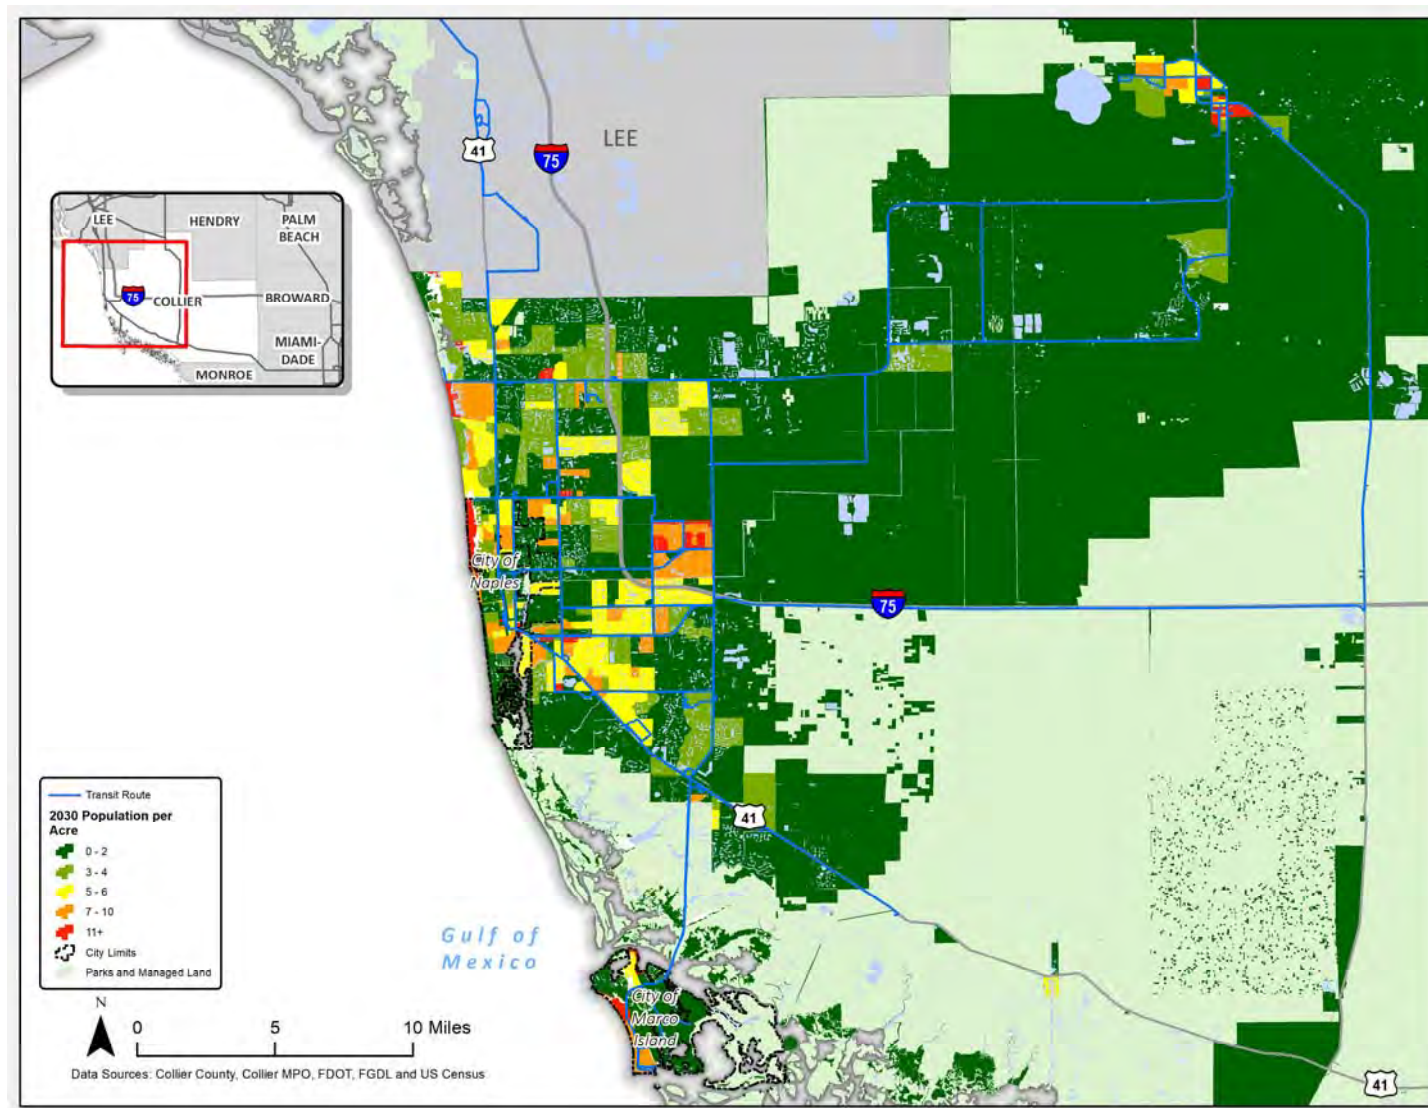 LEE
41
75
LEE
HENDRY
PALM
BEACH
75
COLLIER
BROWARD
MIAMI-
DADE
MONROE
City of
Naples
75
41
Transit Route
2030 Population per
Acre
0 - 2
3 - 4
5 - 6
7 - 10
11+
City Limits
Parks and Managed Land
Gulf of
Mexico
City of
Marco
Island
N
0 5 10 Miles
Data Sources: Collier County, Collier MPO, FDOT, FGDL and US Census
41